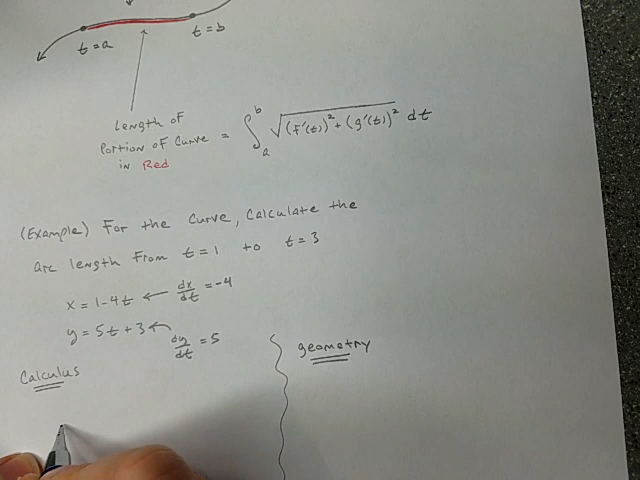 t=a
t=b
Length of
Portion of Curve = ∫_a^b √((f'(t))² + (g'(t))²) dt
in Red
(Example) For the Curve, Calculate the
arc length from t=1 to t=3
x = 1-4t ← dx/dt = -4
y = 5t+3 ← dy/dt = 5
Calculus
geometry